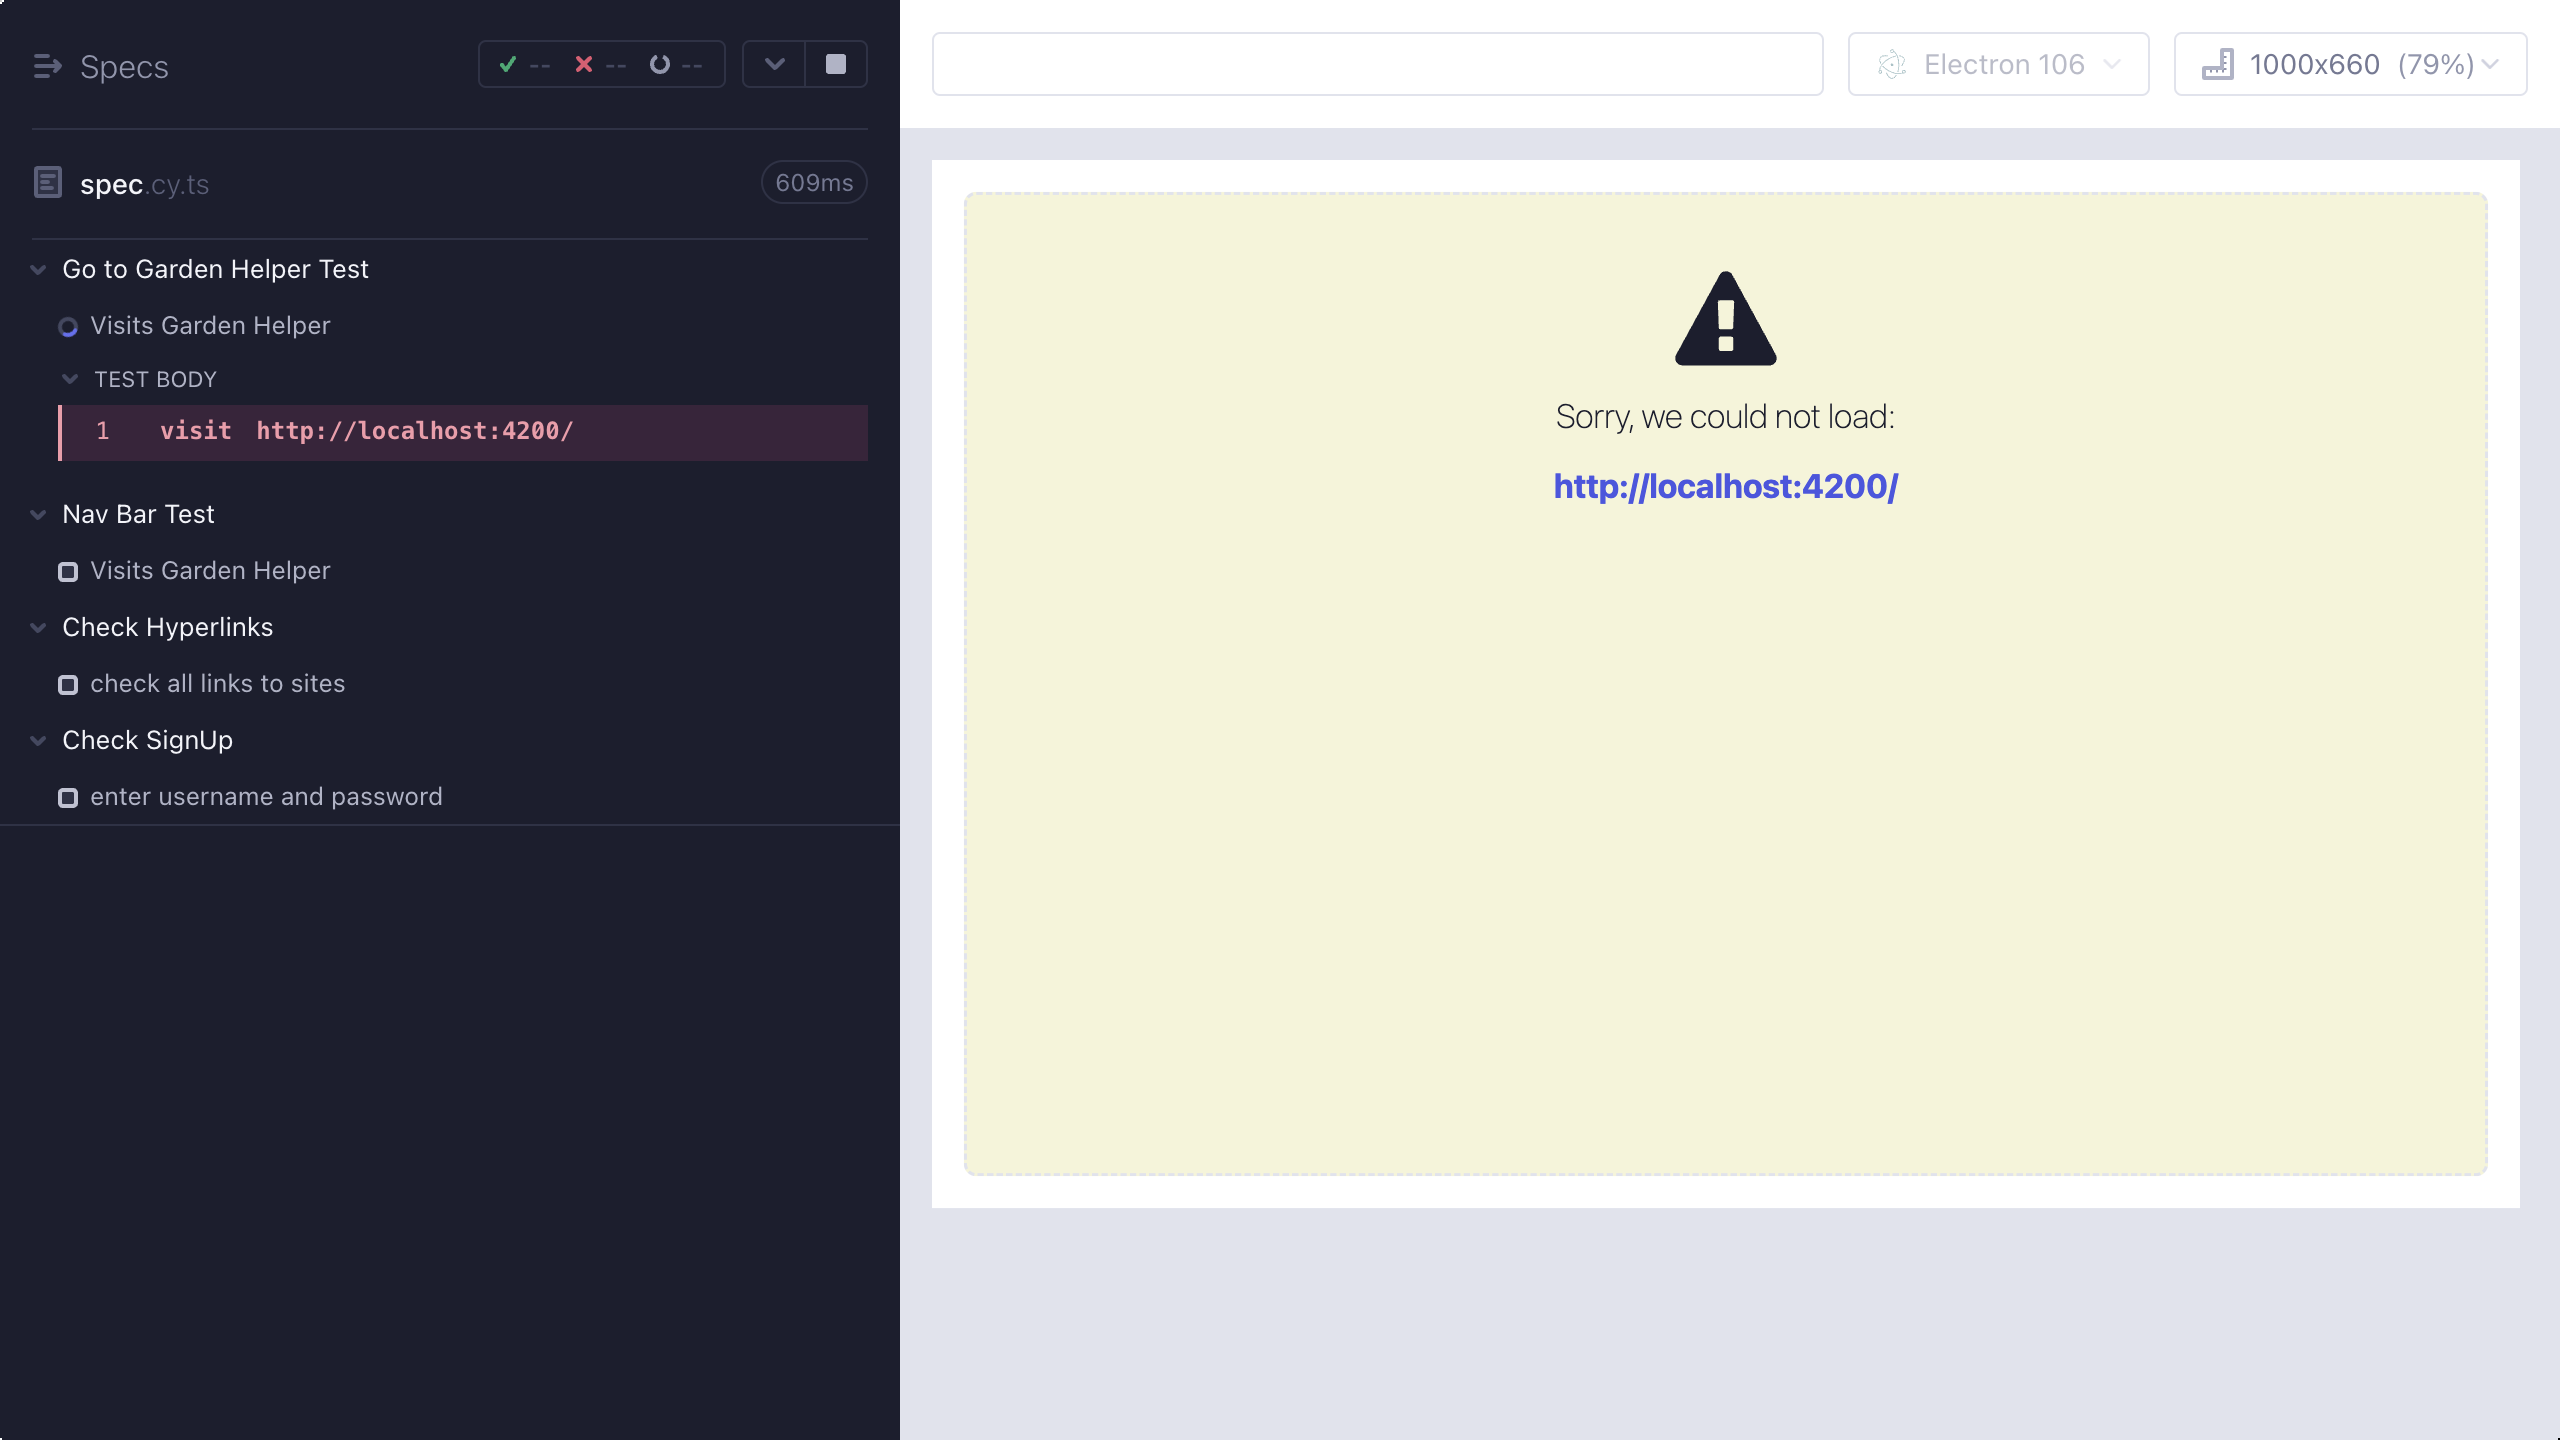 Specs
-- -- --
spec.cy.ts
609ms
Go to Garden Helper Test
Visits Garden Helper
TEST BODY
1 visit http://localhost:4200/
Nav Bar Test
Visits Garden Helper
Check Hyperlinks
check all links to sites
Check SignUp
enter username and password
Electron 106
1000x660 (79%)
Sorry, we could not load:
http://localhost:4200/